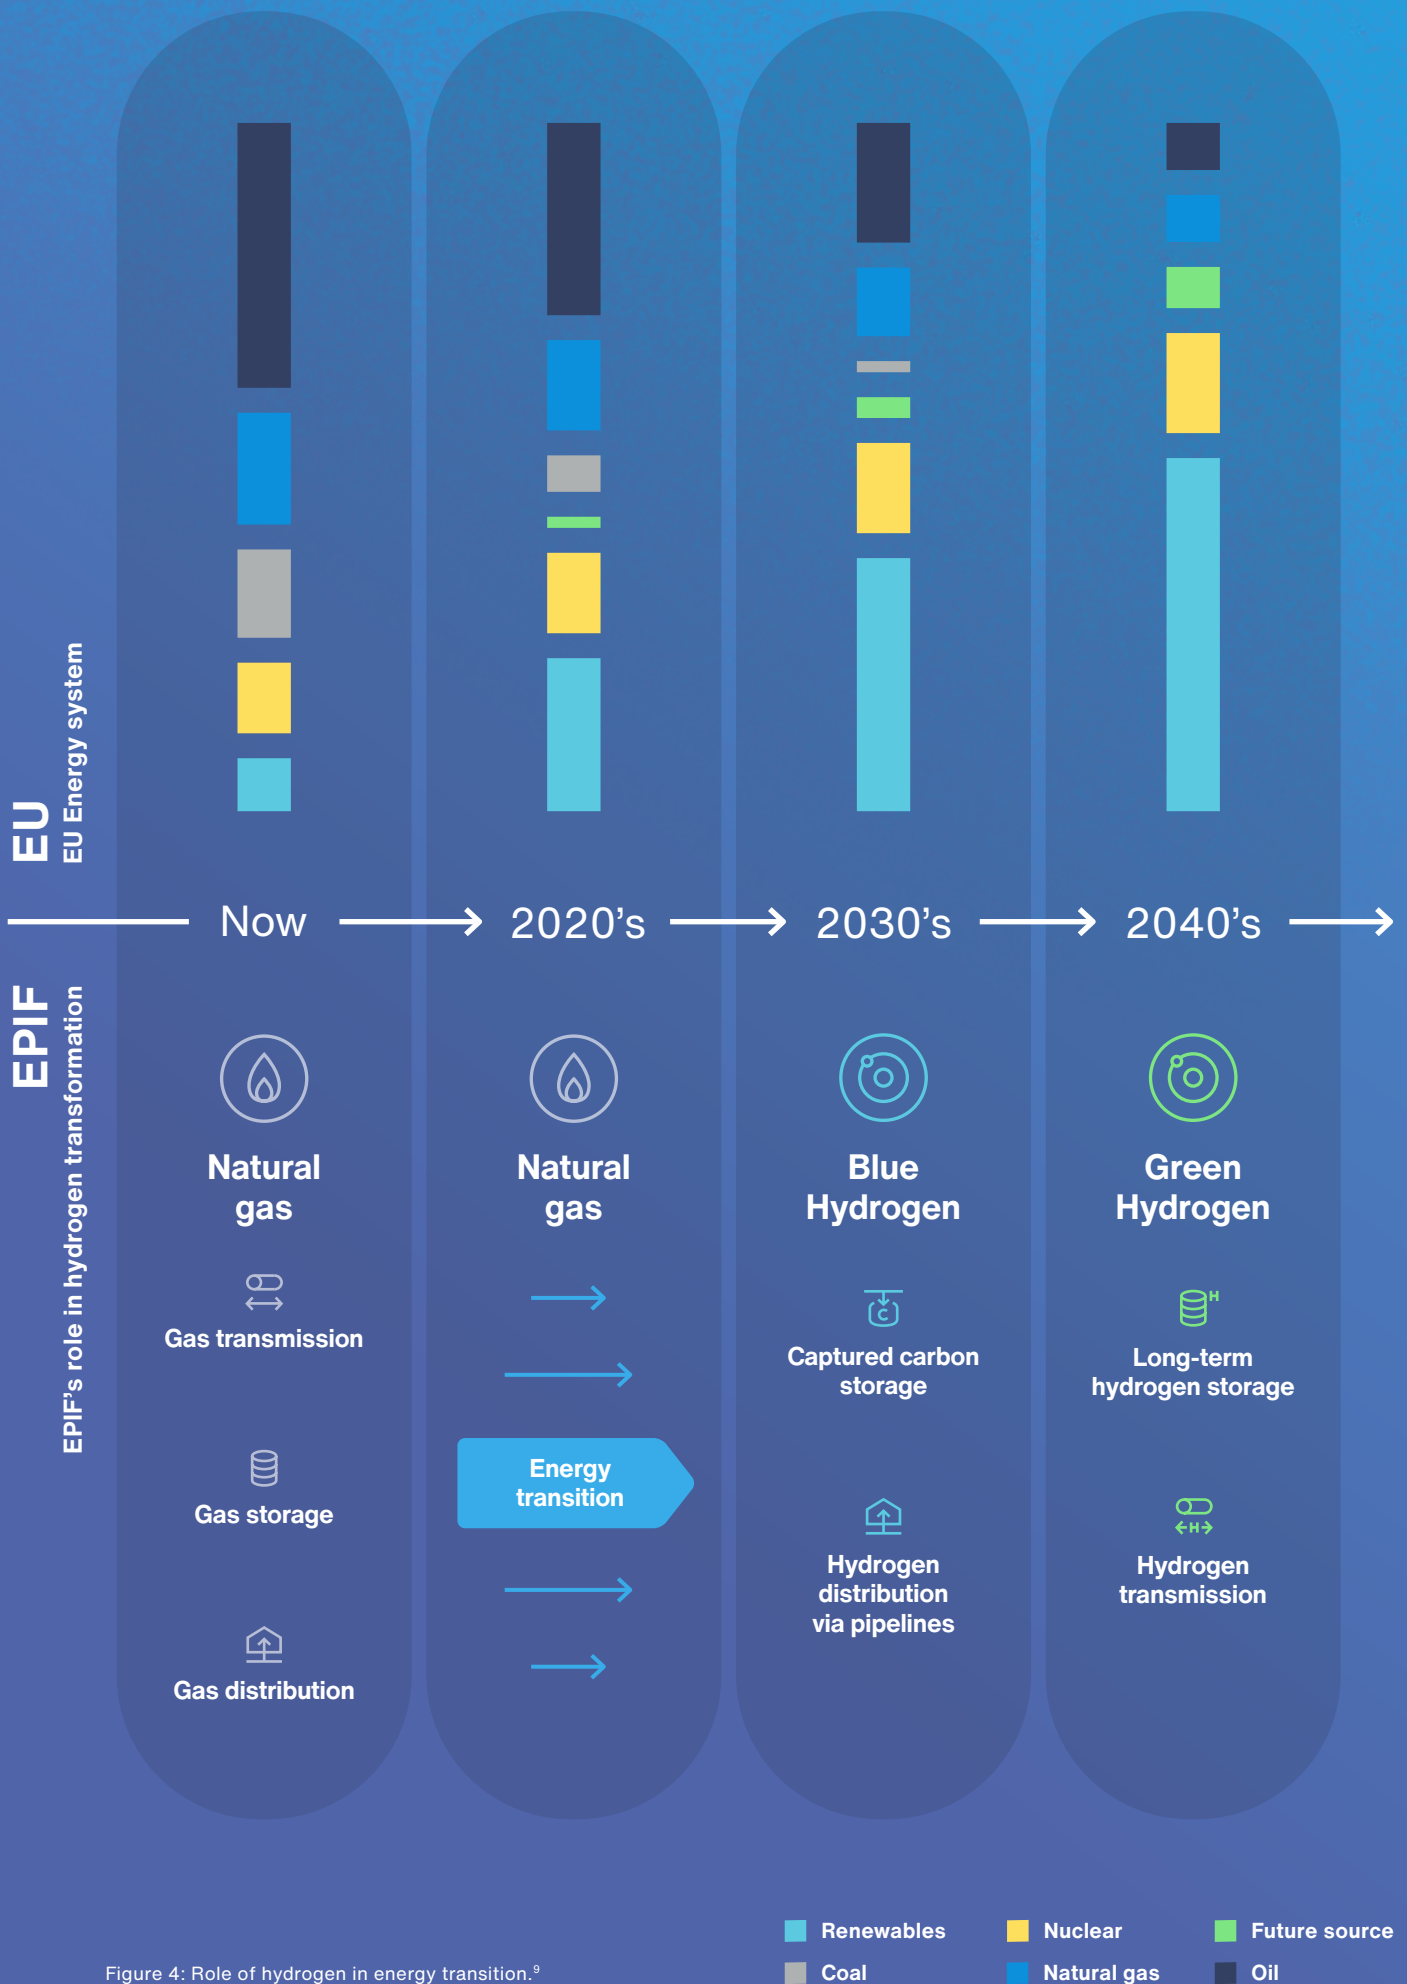 EU
EU Energy system
Now
2020's
2030's
2040's
EPIF
EPIF's role in hydrogen transformation
Natural
gas
Gas transmission
Gas storage
Gas distribution
Natural
gas
Energy
transition
Blue
Hydrogen
Captured carbon
storage
Hydrogen
distribution
via pipelines
Green
Hydrogen
H
Long-term
hydrogen storage
H
Hydrogen
transmission
Renewables
Nuclear
Future source
Coal
Natural gas
Oil
Figure 4: Role of hydrogen in energy transition.⁹